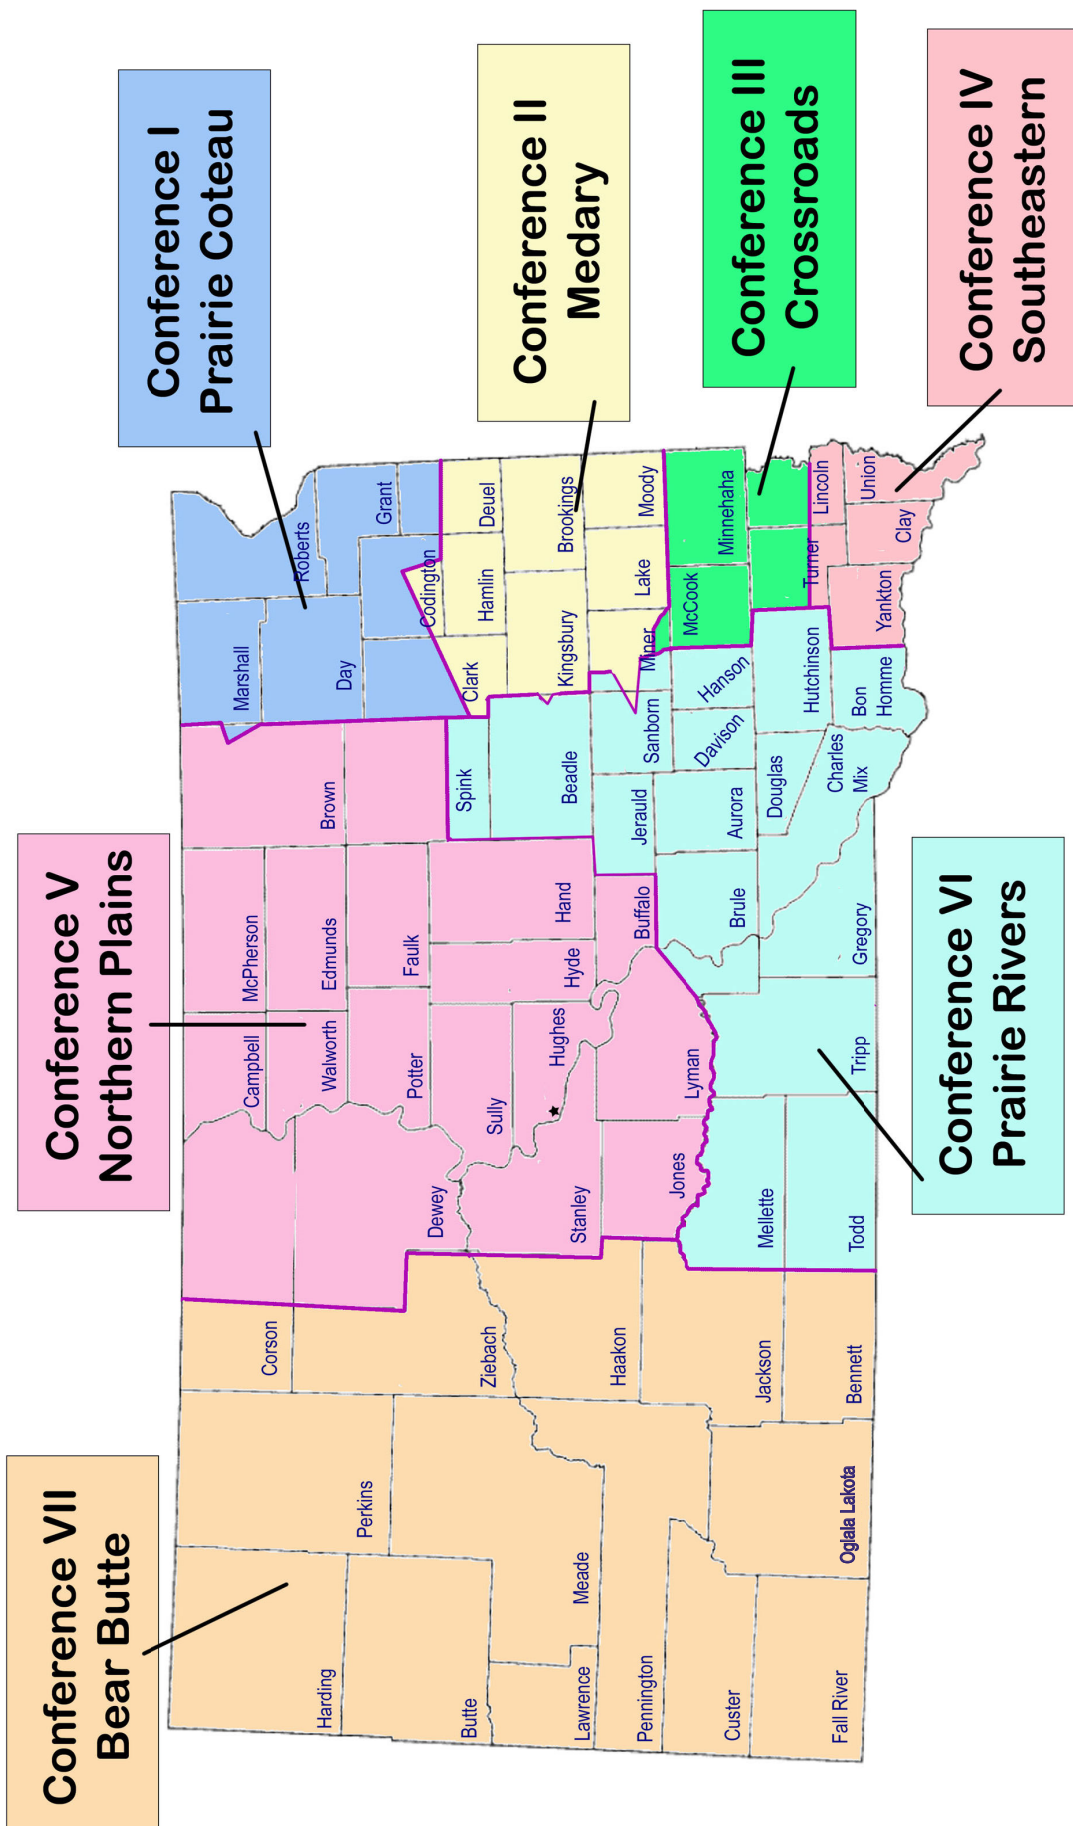 Conference VII
Bear Butte
Conference V
Northern Plains
Conference I
Prairie Coteau
Conference II
Medary
Conference III
Crossroads
Conference IV
Southeastern
Conference VI
Prairie Rivers
Harding
Perkins
Corson
Campbell
McPherson
Brown
Marshall
Roberts
Walworth
Edmunds
Day
Butte
Ziebach
Dewey
Potter
Faulk
Grant
Codington
Clark
Spink
Meade
Sully
Hamlin
Deuel
Lawrence
Haakon
Stanley
Hughes
Hyde
Hand
Beadle
Kingsbury
Brookings
Pennington
Jones
Lyman
Buffalo
Jerauld
Sanborn
Miner
Lake
Moody
Custer
Jackson
Mellette
Brule
Aurora
Davison
Hanson
McCook
Minnehaha
Fall River
Oglala Lakota
Bennett
Todd
Tripp
Gregory
Douglas
Charles
Mix
Hutchinson
Bon
Homme
Turner
Lincoln
Yankton
Clay
Union